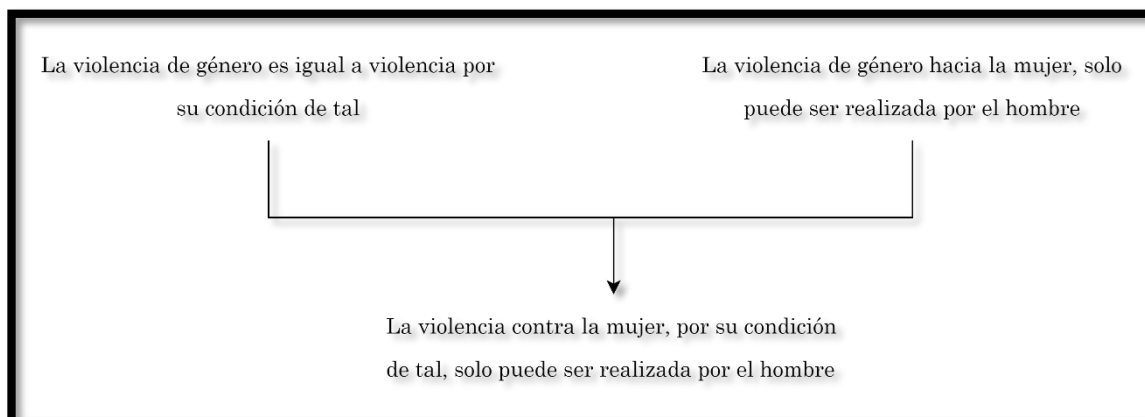 La violencia de género es igual a violencia por
su condición de tal
La violencia de género hacia la mujer, solo
puede ser realizada por el hombre
La violencia contra la mujer, por su condición
de tal, solo puede ser realizada por el hombre